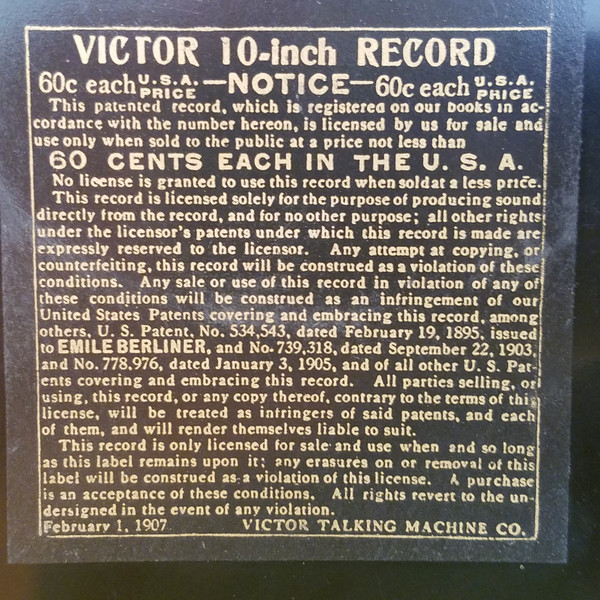 VICTOR 10-inch RECORD
60c each U.S.A. PRICE —NOTICE— 60c each U.S.A. PRICE
This patented record, which is registered on our books in ac-
cordance with the number hereon, is licensed by us for sale and
use only when sold to the public at a price not less than
60 CENTS EACH IN THE U. S. A.
No license is granted to use this record when sold at a less price.
This record is licensed solely for the purpose of producing sound
directly from the record, and for no other purpose; all other rights
under the licensor's patents under which this record is made are
expressly reserved to the licensor. Any attempt at copying, or
counterfeiting, this record will be construed as a violation of these
conditions. Any sale or use of this record in violation of any of
these conditions will be construed as an infringement of our
United States Patents covering and embracing this record, among
others, U. S. Patent, No. 534,543, dated February 19, 1895, issued
to EMILE BERLINER, and No. 739,318, dated September 22, 1903,
and No. 778,976, dated January 3, 1905, and of all other U. S. Pat-
ents covering and embracing this record. All parties selling, or
using, this record, or any copy thereof, contrary to the terms of this
license, will be treated as infringers of said patents, and each
of them, and will render themselves liable to suit.
This record is only licensed for sale and use when and so long
as this label remains upon it; any erasures on or removal of this
label will be construed as a violation of this license. A purchase
is an acceptance of these conditions. All rights revert to the un-
dersigned in the event of any violation.
February 1, 1907 VICTOR TALKING MACHINE CO.